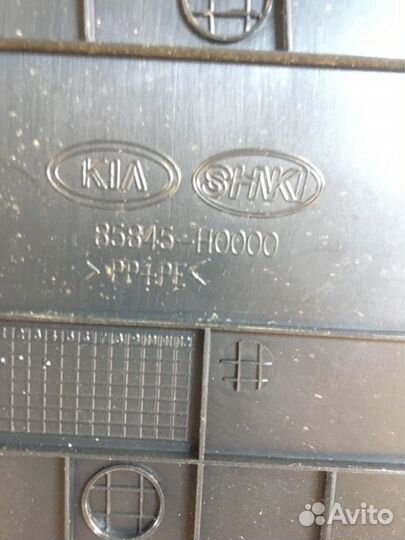 KIA SHNKI
85845-H0000
>PP+PE<
Avito